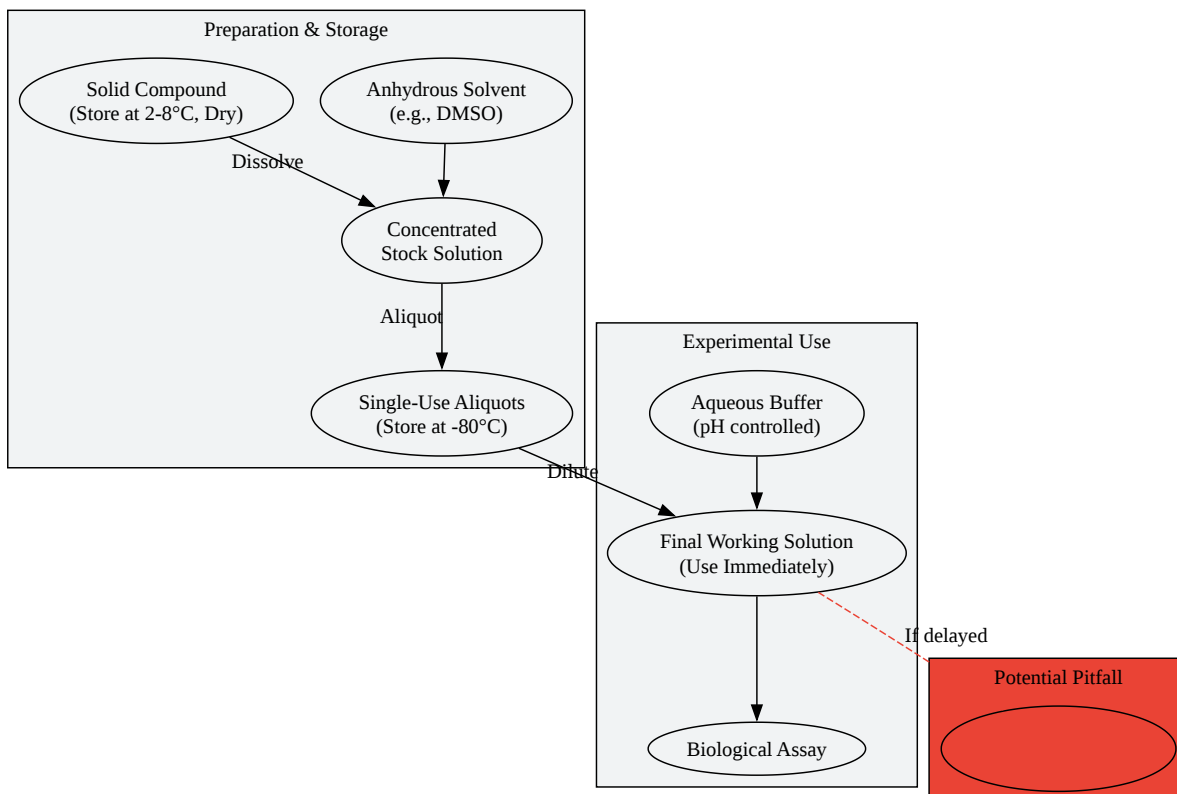 Preparation & Storage
Solid Compound
(Store at 2-8°C, Dry)
Anhydrous Solvent
(e.g., DMSO)
Dissolve
Concentrated
Stock Solution
Aliquot
Single-Use Aliquots
(Store at -80°C)
Dilute
Experimental Use
Aqueous Buffer
(pH controlled)
Final Working Solution
(Use Immediately)
If delayed
Biological Assay
Potential Pitfall